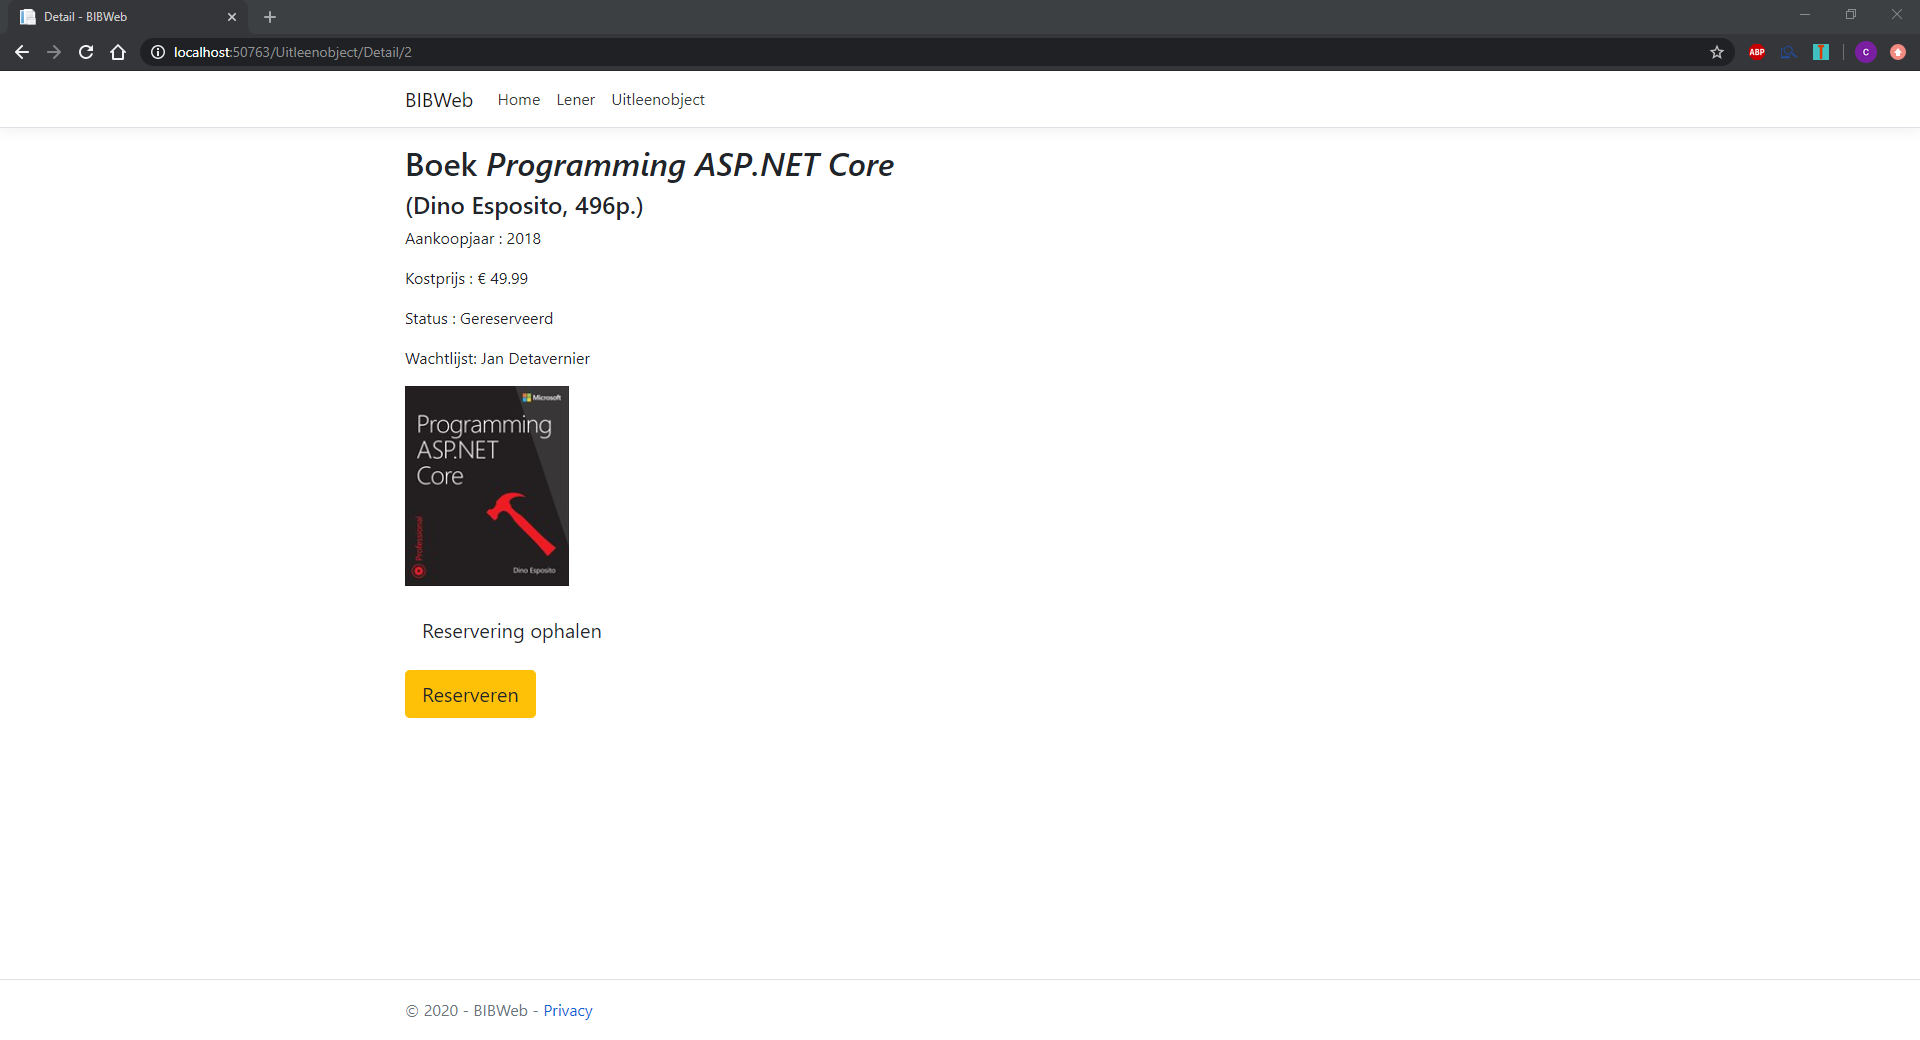 Detail - BIBWeb
localhost:50763/Uitleenobject/Detail/2
ABP
C
BIBWeb Home Lener Uitleenobject
Boek Programming ASP.NET Core
(Dino Esposito, 496p.)
Aankoopjaar : 2018
Kostprijs : € 49.99
Status : Gereserveerd
Wachtlijst: Jan Detavernier
Microsoft
Programming
ASP.NET
Core
Professional
Dino Esposito
Reservering ophalen
Reserveren
© 2020 - BIBWeb - Privacy